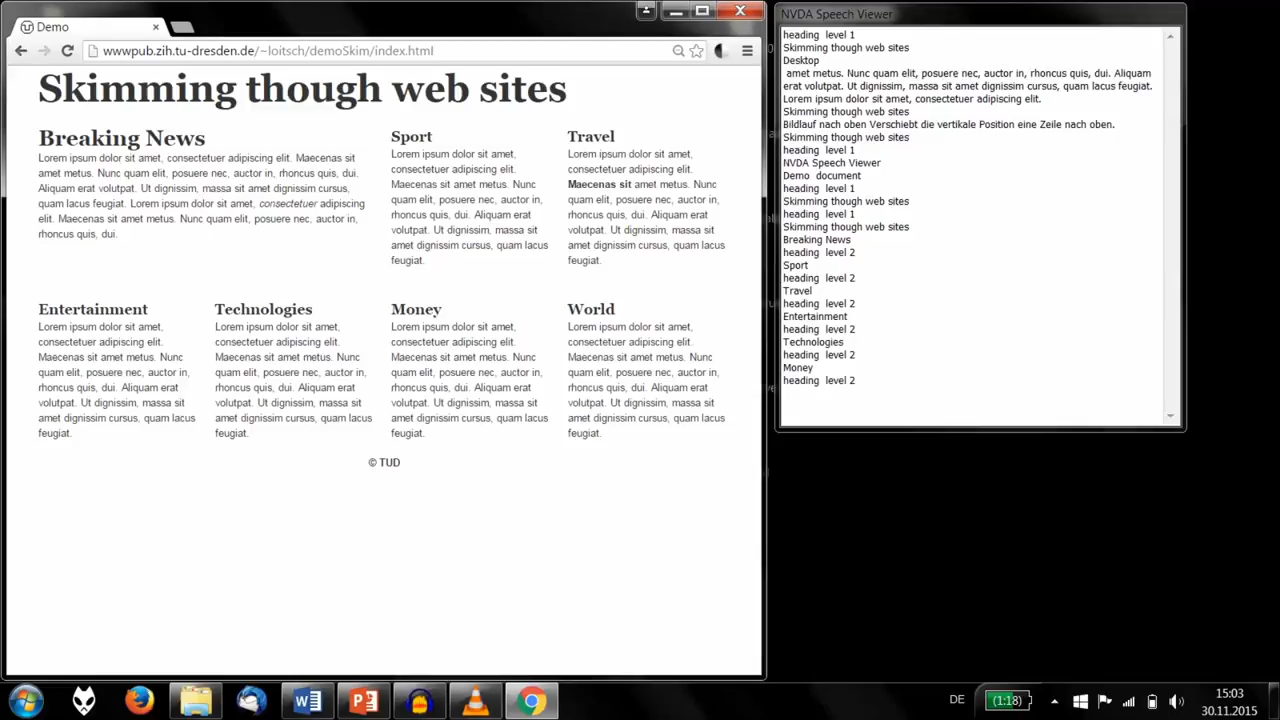 Demo
wwwpub.zih.tu-dresden.de/~loitsch/demoSkim/index.html
Skimming though web sites
Breaking News
Lorem ipsum dolor sit amet, consectetuer adipiscing elit. Maecenas sit
amet metus. Nunc quam elit, posuere nec, auctor in, rhoncus quis, dui.
Aliquam erat volutpat. Ut dignissim, massa sit amet dignissim cursus,
quam lacus feugiat. Lorem ipsum dolor sit amet, consectetuer adipiscing
elit. Maecenas sit amet metus. Nunc quam elit, posuere nec, auctor in,
rhoncus quis, dui.
Sport
Lorem ipsum dolor sit amet,
consectetuer adipiscing elit.
Maecenas sit amet metus. Nunc
quam elit, posuere nec, auctor in,
rhoncus quis, dui. Aliquam erat
volutpat. Ut dignissim, massa sit
amet dignissim cursus, quam lacus
feugiat.
Travel
Lorem ipsum dolor sit amet,
consectetuer adipiscing elit.
Maecenas sit amet metus. Nunc
quam elit, posuere nec, auctor in,
rhoncus quis, dui. Aliquam erat
volutpat. Ut dignissim, massa sit
amet dignissim cursus, quam lacus
feugiat.
Entertainment
Lorem ipsum dolor sit amet,
consectetuer adipiscing elit.
Maecenas sit amet metus. Nunc
quam elit, posuere nec, auctor in,
rhoncus quis, dui. Aliquam erat
volutpat. Ut dignissim, massa sit
amet dignissim cursus, quam lacus
feugiat.
Technologies
Lorem ipsum dolor sit amet,
consectetuer adipiscing elit.
Maecenas sit amet metus. Nunc
quam elit, posuere nec, auctor in,
rhoncus quis, dui. Aliquam erat
volutpat. Ut dignissim, massa sit
amet dignissim cursus, quam lacus
feugiat.
Money
Lorem ipsum dolor sit amet,
consectetuer adipiscing elit.
Maecenas sit amet metus. Nunc
quam elit, posuere nec, auctor in,
rhoncus quis, dui. Aliquam erat
volutpat. Ut dignissim, massa sit
amet dignissim cursus, quam lacus
feugiat.
World
Lorem ipsum dolor sit amet,
consectetuer adipiscing elit.
Maecenas sit amet metus. Nunc
quam elit, posuere nec, auctor in,
rhoncus quis, dui. Aliquam erat
volutpat. Ut dignissim, massa sit
amet dignissim cursus, quam lacus
feugiat.
© TUD
NVDA Speech Viewer
heading level 1
Skimming though web sites
Desktop
amet metus. Nunc quam elit, posuere nec, auctor in, rhoncus quis, dui. Aliquam
erat volutpat. Ut dignissim, massa sit amet dignissim cursus, quam lacus feugiat.
Lorem ipsum dolor sit amet, consectetuer adipiscing elit.
Skimming though web sites
Bildlauf nach oben Verschiebt die vertikale Position eine Zeile nach oben.
Skimming though web sites
heading level 1
NVDA Speech Viewer
Demo document
heading level 1
Skimming though web sites
heading level 1
Skimming though web sites
Breaking News
heading level 2
Sport
heading level 2
Travel
heading level 2
Entertainment
heading level 2
Technologies
heading level 2
Money
heading level 2
DE
(1:18)
15:03
30.11.2015